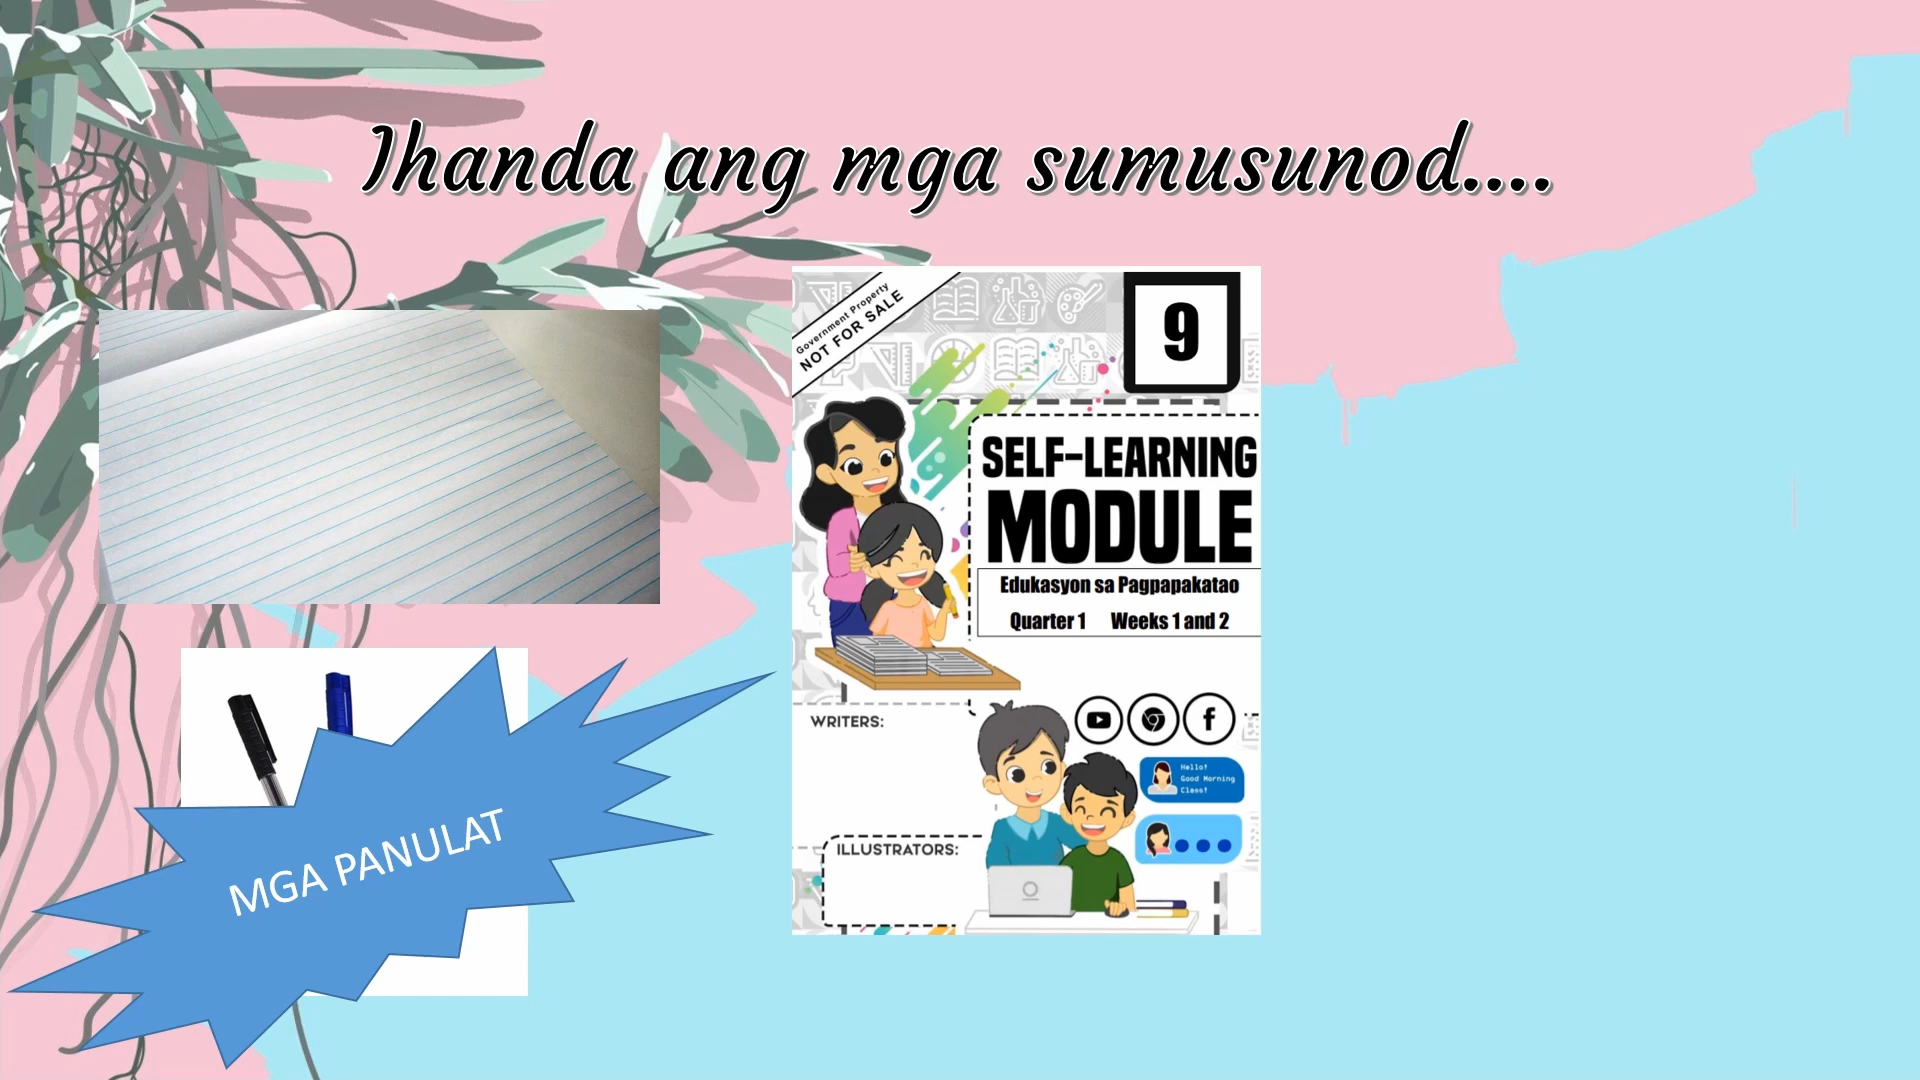 Ihanda ang mga sumusunod....
Government Property
NOT FOR SALE
9
SELF-LEARNING
MODULE
Edukasyon sa Pagpapakatao
Quarter 1 Weeks 1 and 2
WRITERS:
Hello!
Good Morning
Class!
ILLUSTRATORS:
MGA PANULAT